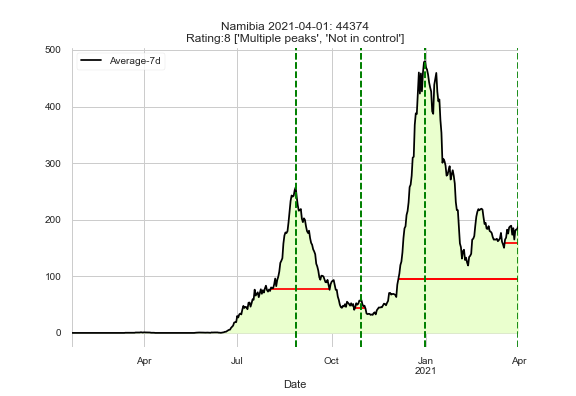 Namibia 2021-04-01: 44374
Rating:8 ['Multiple peaks', 'Not in control']
Average-7d
500
400
300
200
100
0
Apr Jul Oct Jan Apr
2021
Date